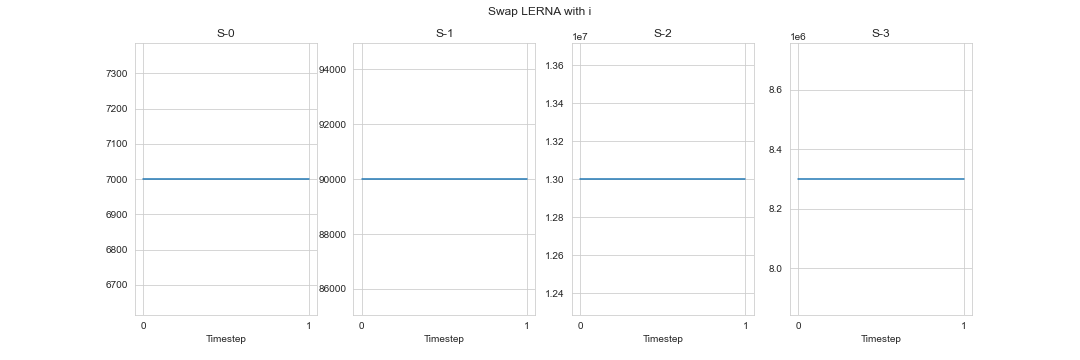 Swap LERNA with i
S-0
7300
7200
7100
7000
6900
6800
6700
0 1
Timestep
S-1
94000
92000
90000
88000
86000
0 1
Timestep
S-2
1e7
1.36
1.34
1.32
1.30
1.28
1.26
1.24
0 1
Timestep
S-3
1e6
8.6
8.4
8.2
8.0
0 1
Timestep